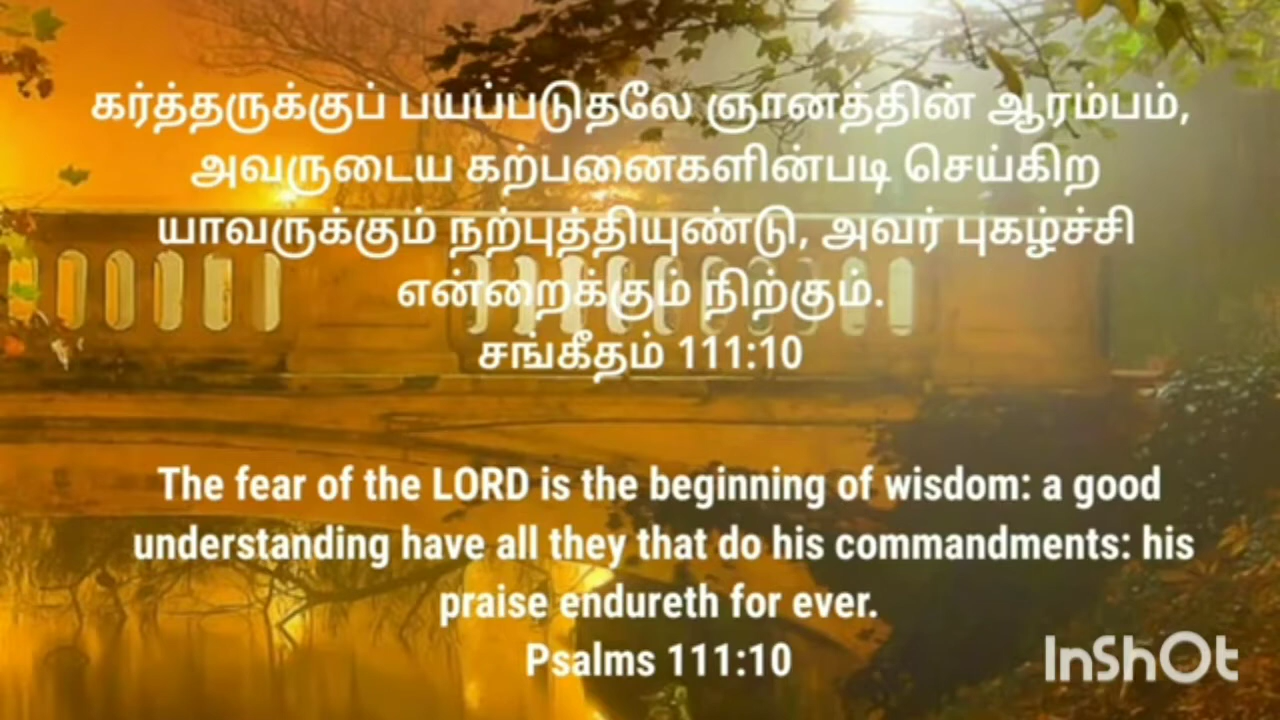 கர்த்தருக்குப் பயப்படுதலே ஞானத்தின் ஆரம்பம்,
அவருடைய கற்பனைகளின்படி செய்கிற
யாவருக்கும் நற்புத்தியுண்டு, அவர் புகழ்ச்சி
என்றைக்கும் நிற்கும்.
சங்கீதம் 111:10
The fear of the LORD is the beginning of wisdom: a good
understanding have all they that do his commandments: his
praise endureth for ever.
Psalms 111:10
InShOt